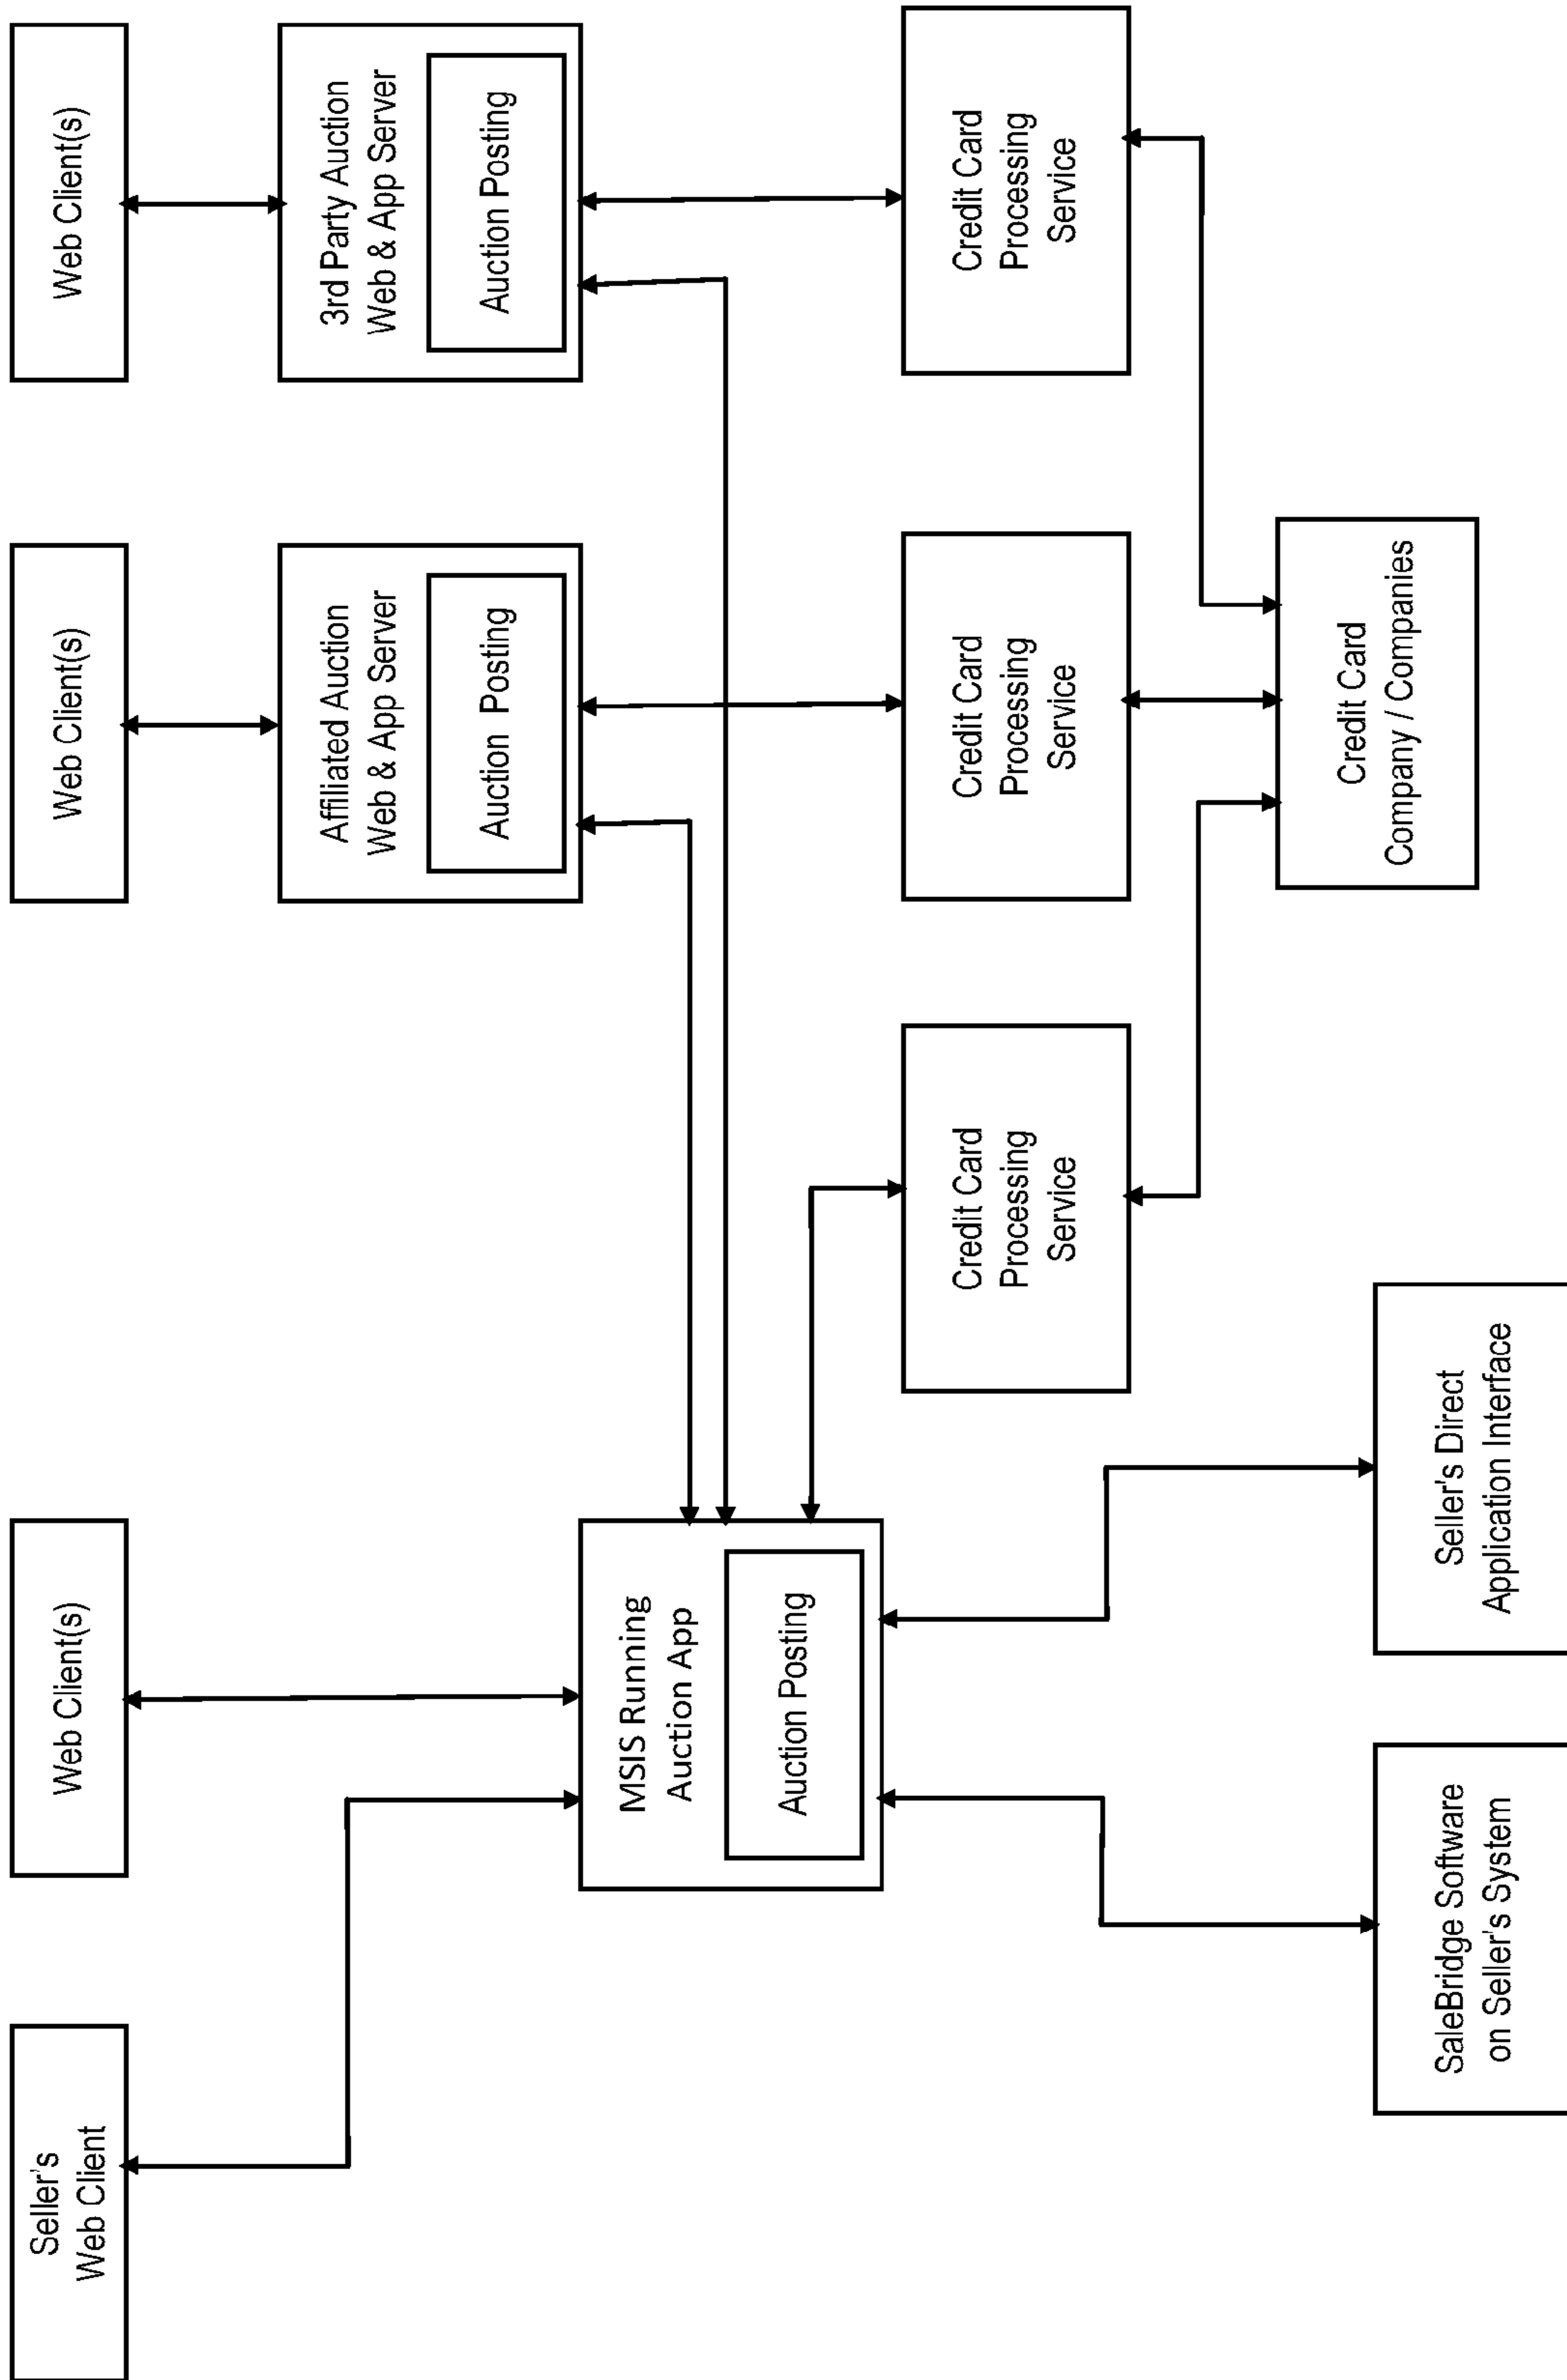 Seller's
Web Client
Web Client(s)
Web Client(s)
Web Client(s)
Affiliated Auction
Web & App Server
Auction Posting
3rd Party Auction
Web & App Server
Auction Posting
MSIS Running
Auction App
Auction Posting
Credit Card
Processing
Service
Credit Card
Processing
Service
Credit Card
Processing
Service
Credit Card
Company / Companies
SaleBridge Software
on Seller's System
Seller's Direct
Application Interface